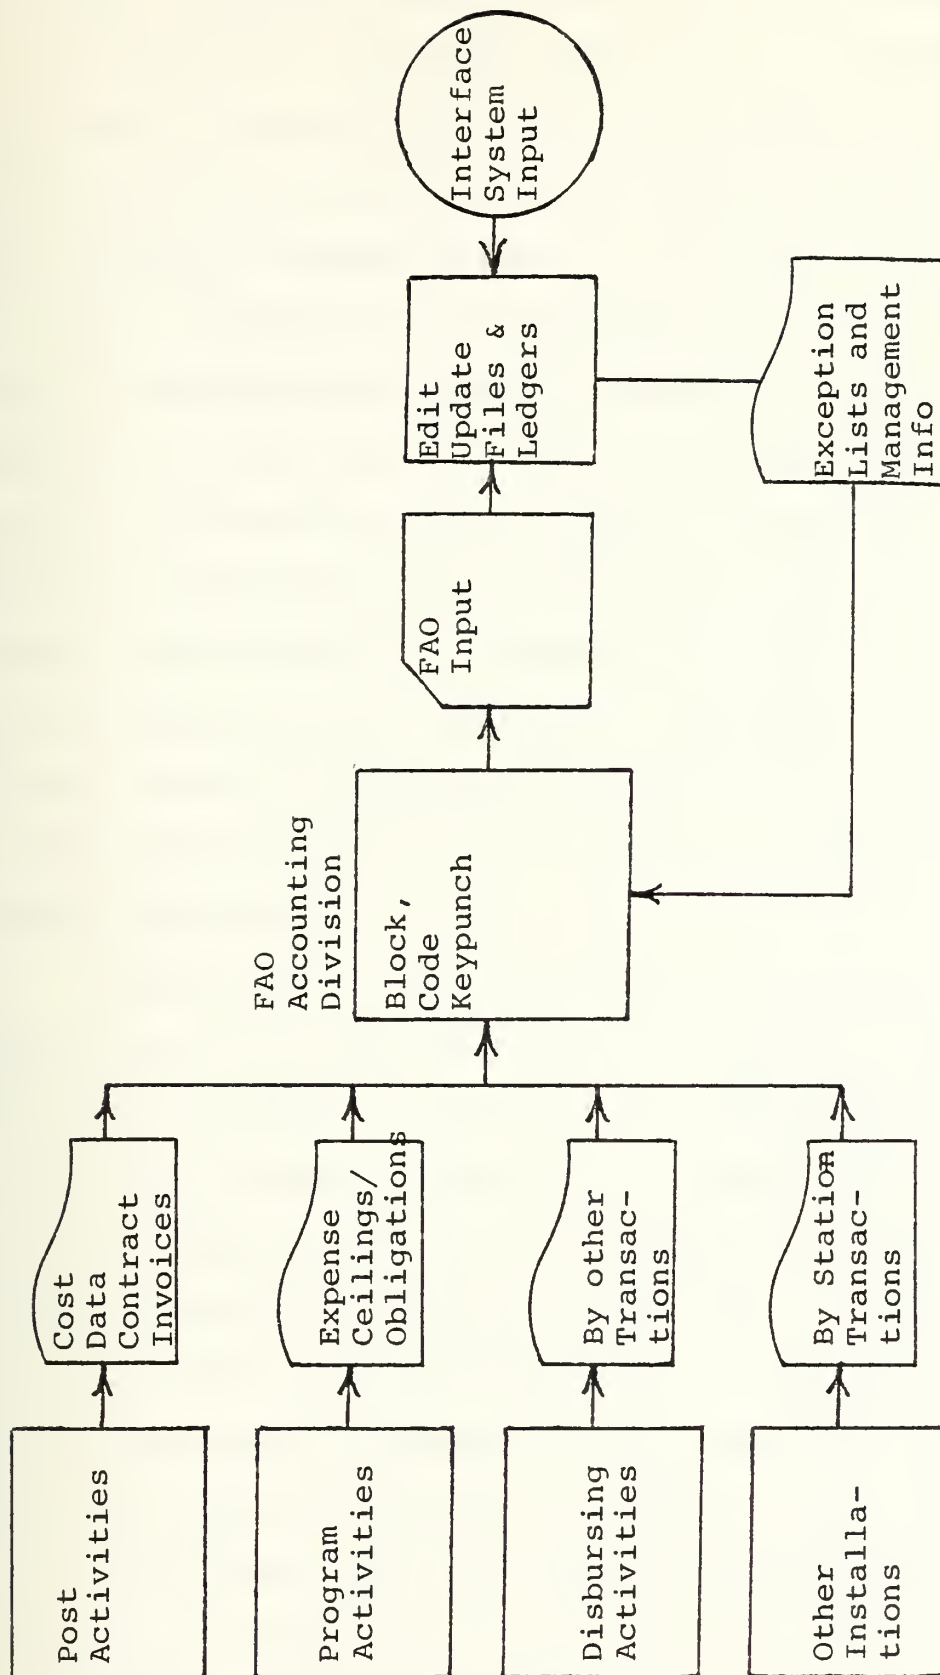 Post
Activities
Program
Activities
Disbursing
Activities
Other
Installa-
tions
Cost
Data
Contract
Invoices
Expense
Ceilings/
Obligations
By other
Transac-
tions
By Station
Transac-
tions
FAO
Accounting
Division
Block,
Code
Keypunch
FAO
Input
Edit
Update
Files &
Ledgers
Interface
System
Input
Exception
Lists and
Management
Info